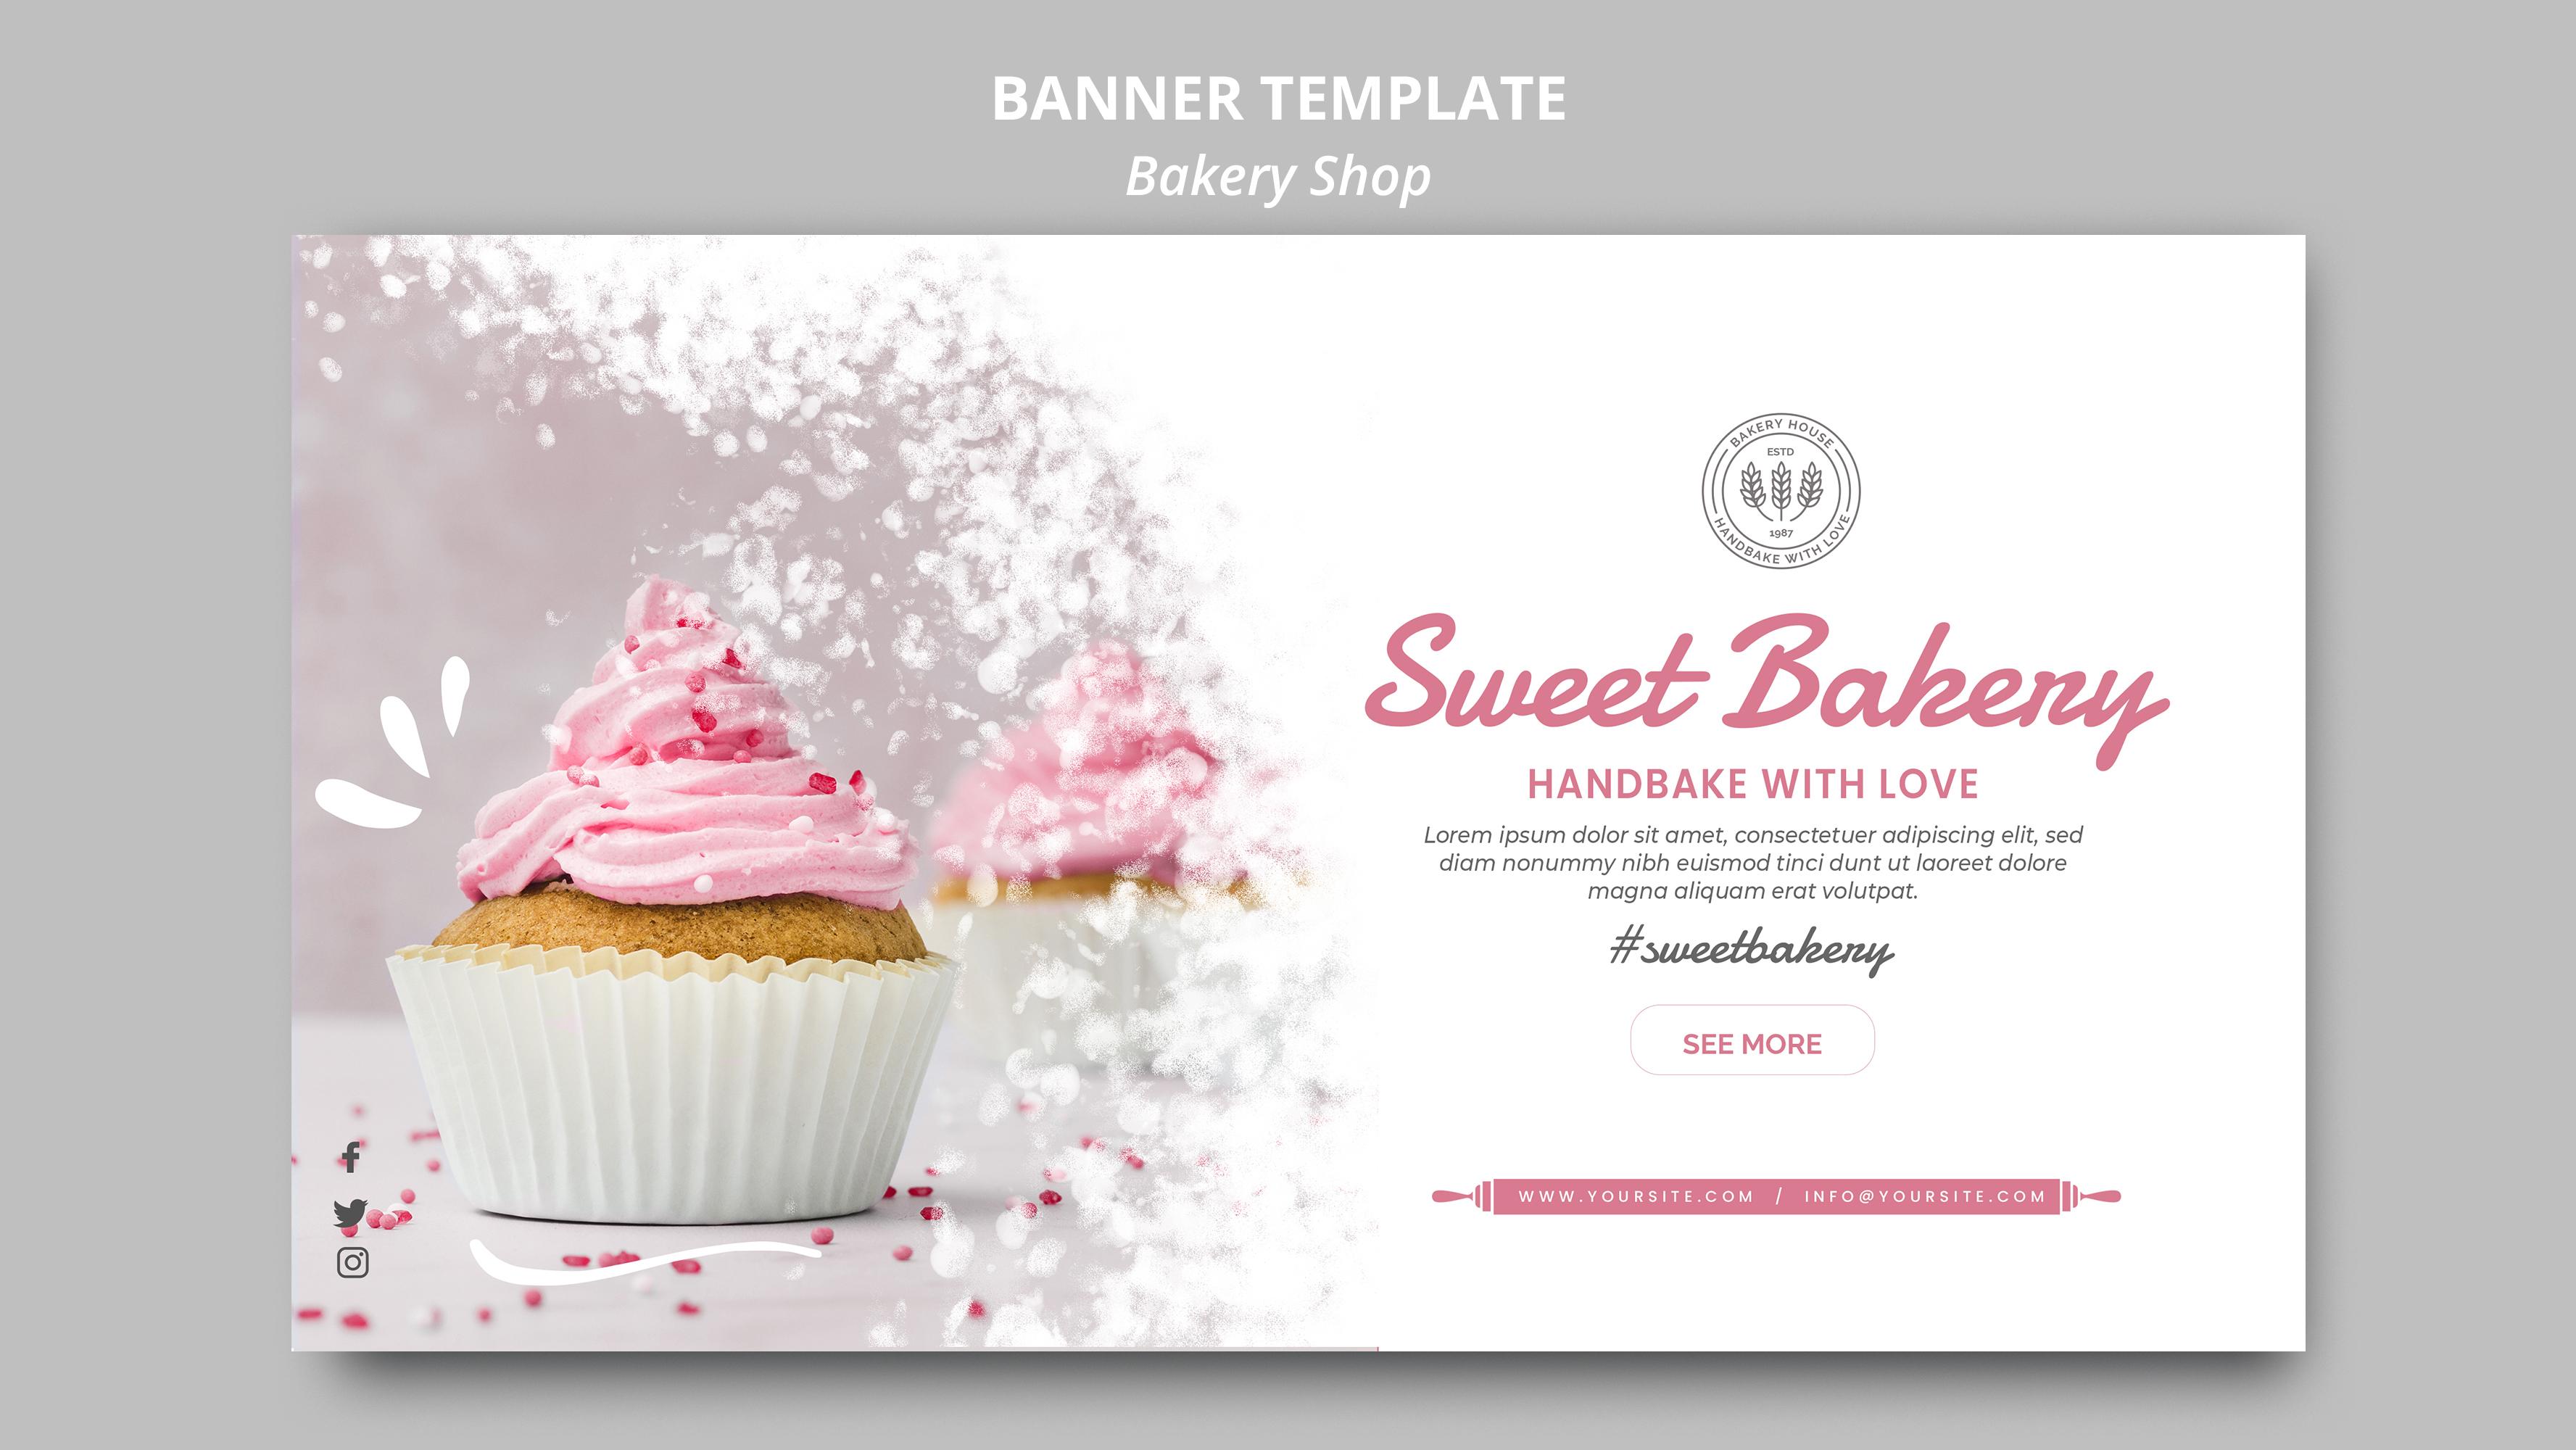 BANNER TEMPLATE
Bakery Shop
BAKERY HOUSE
ESTD
1987
HANDBAKE WITH LOVE
Sweet Bakery
HANDBAKE WITH LOVE
Lorem ipsum dolor sit amet, consectetuer adipiscing elit, sed
diam nonummy nibh euismod tinci dunt ut laoreet dolore
magna aliquam erat volutpat.
#sweetbakery
SEE MORE
WWW.YOURSITE.COM / INFO@YOURSITE.COM